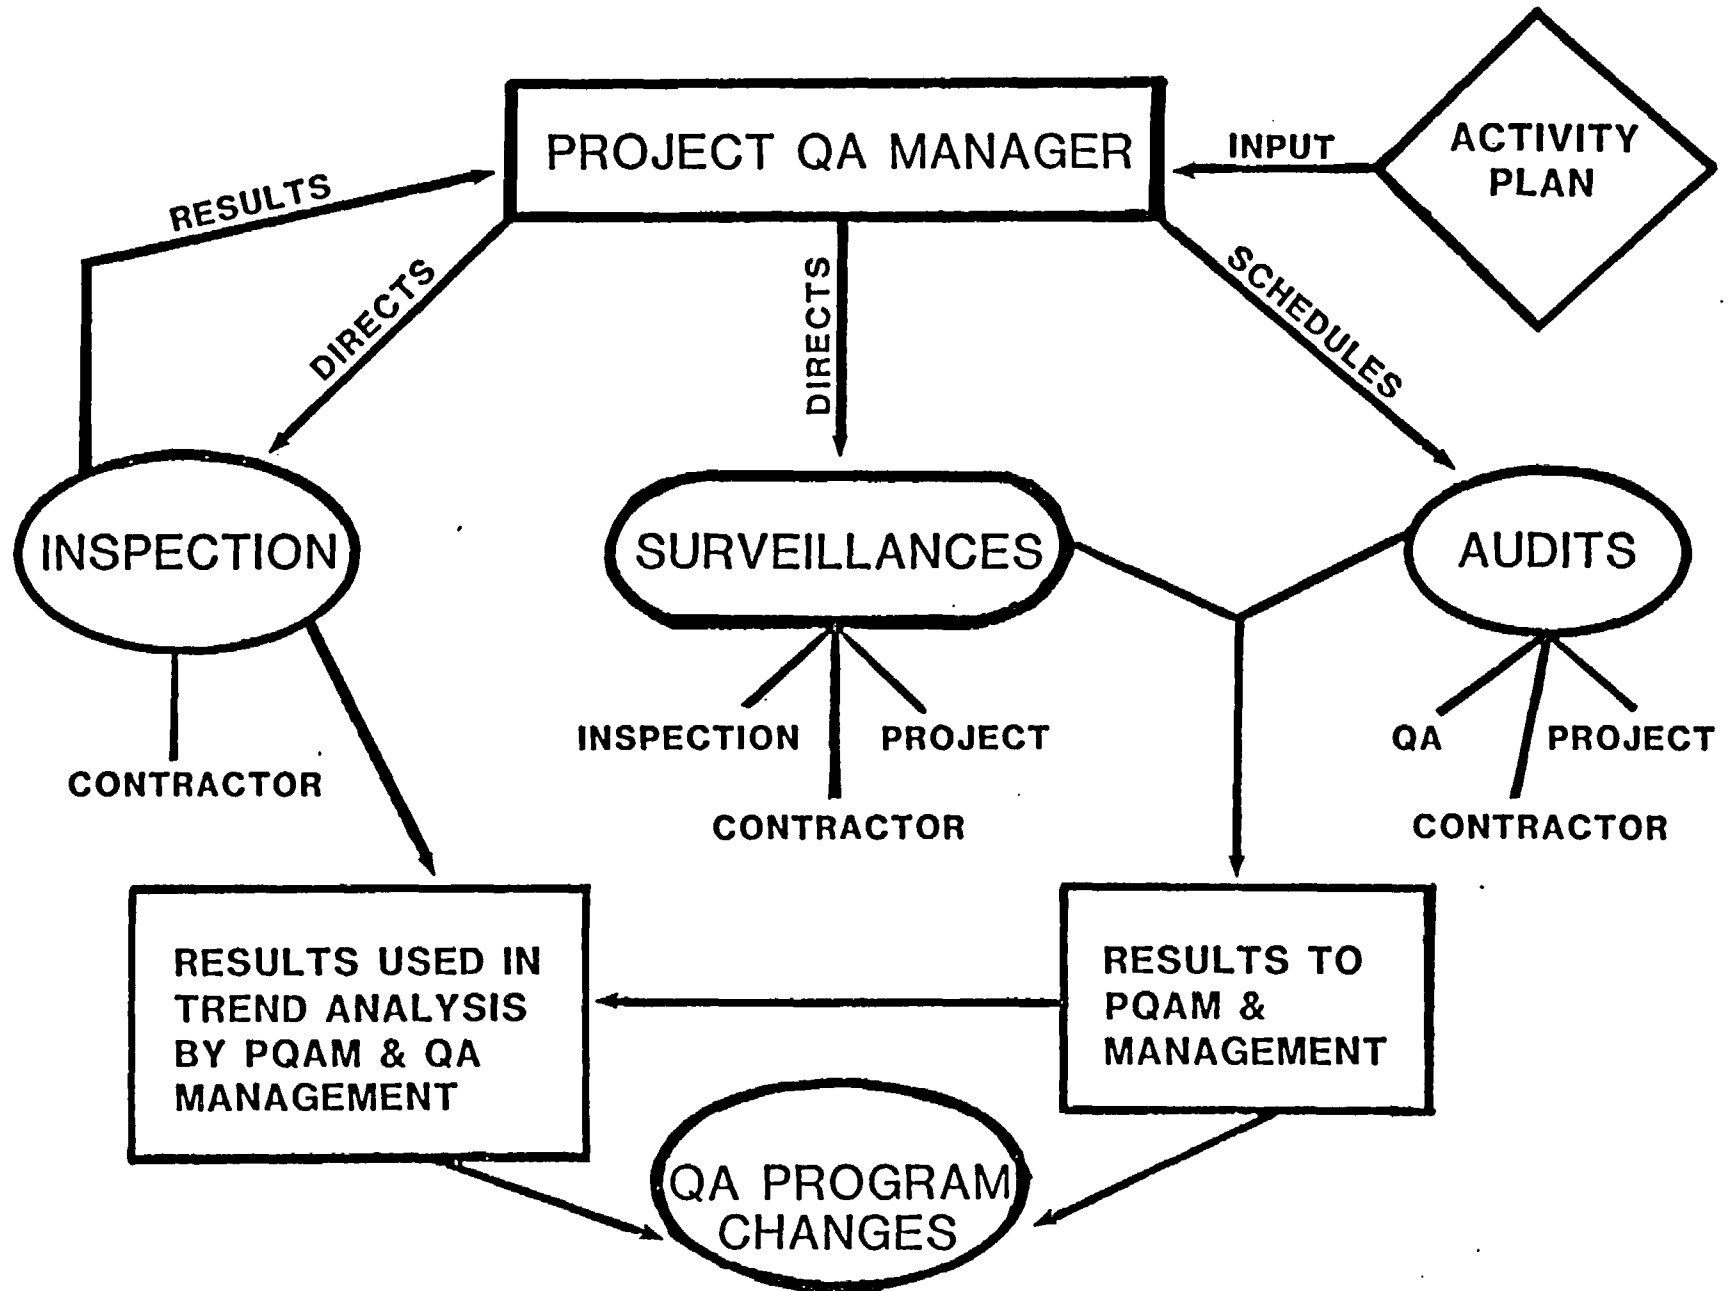 PROJECT QA MANAGER
INPUT
ACTIVITY
PLAN
RESULTS
DIRECTS
DIRECTS
SCHEDULES
INSPECTION
SURVEILLANCES
AUDITS
CONTRACTOR
INSPECTION
PROJECT
CONTRACTOR
QA
PROJECT
CONTRACTOR
RESULTS USED IN
TREND ANALYSIS
BY PQAM & QA
MANAGEMENT
RESULTS TO
PQAM &
MANAGEMENT
QA PROGRAM
CHANGES